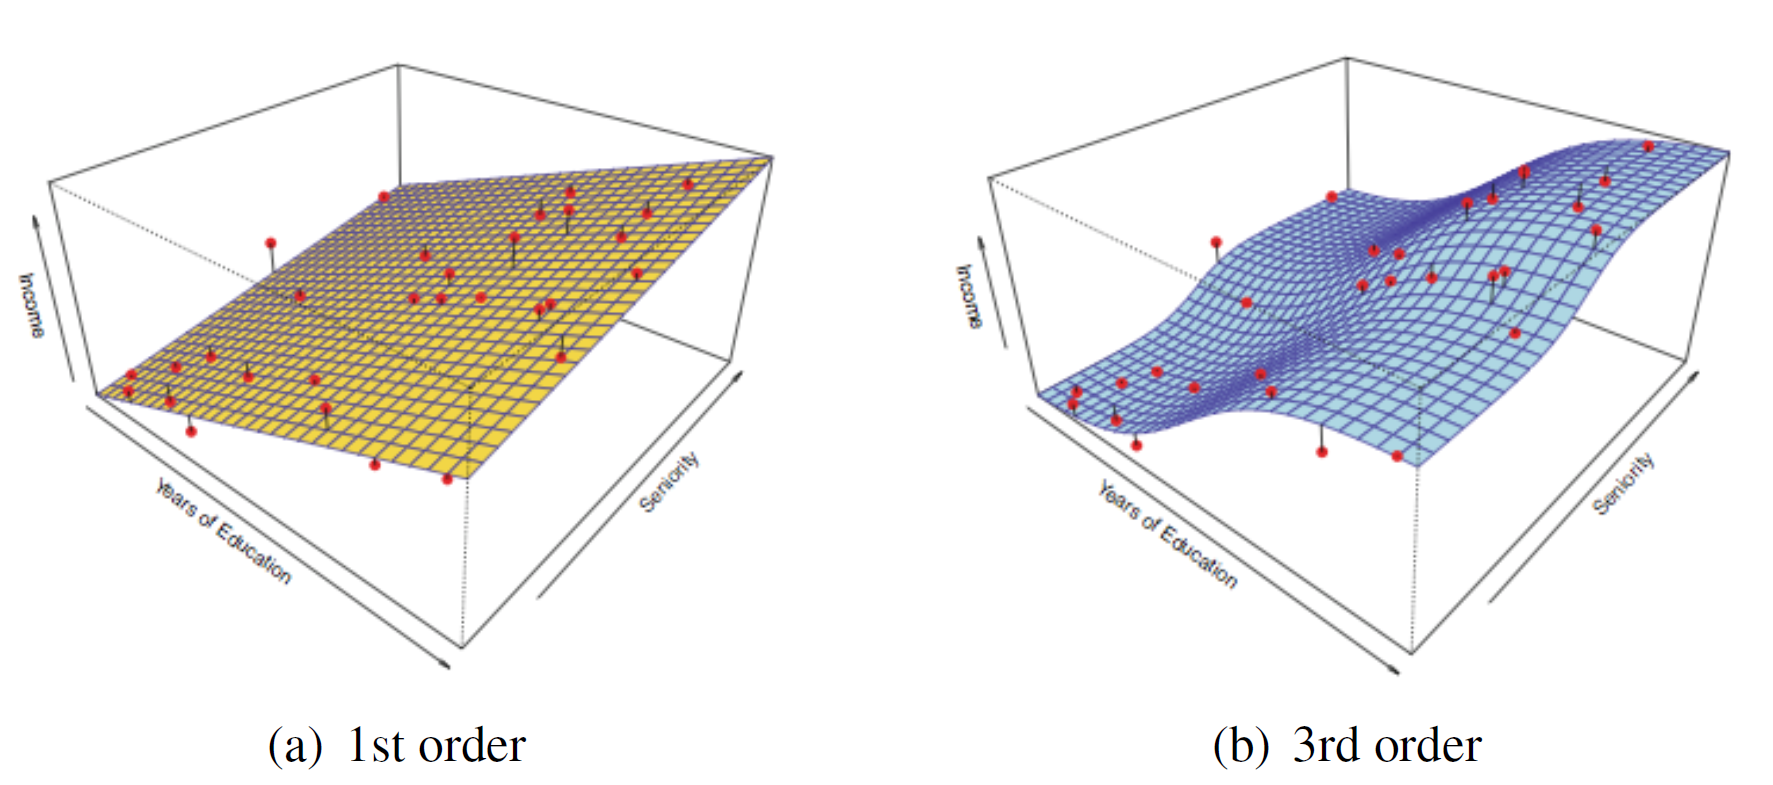 Income
Years of Education
Seniority
Income
Years of Education
Seniority
(a) 1st order
(b) 3rd order